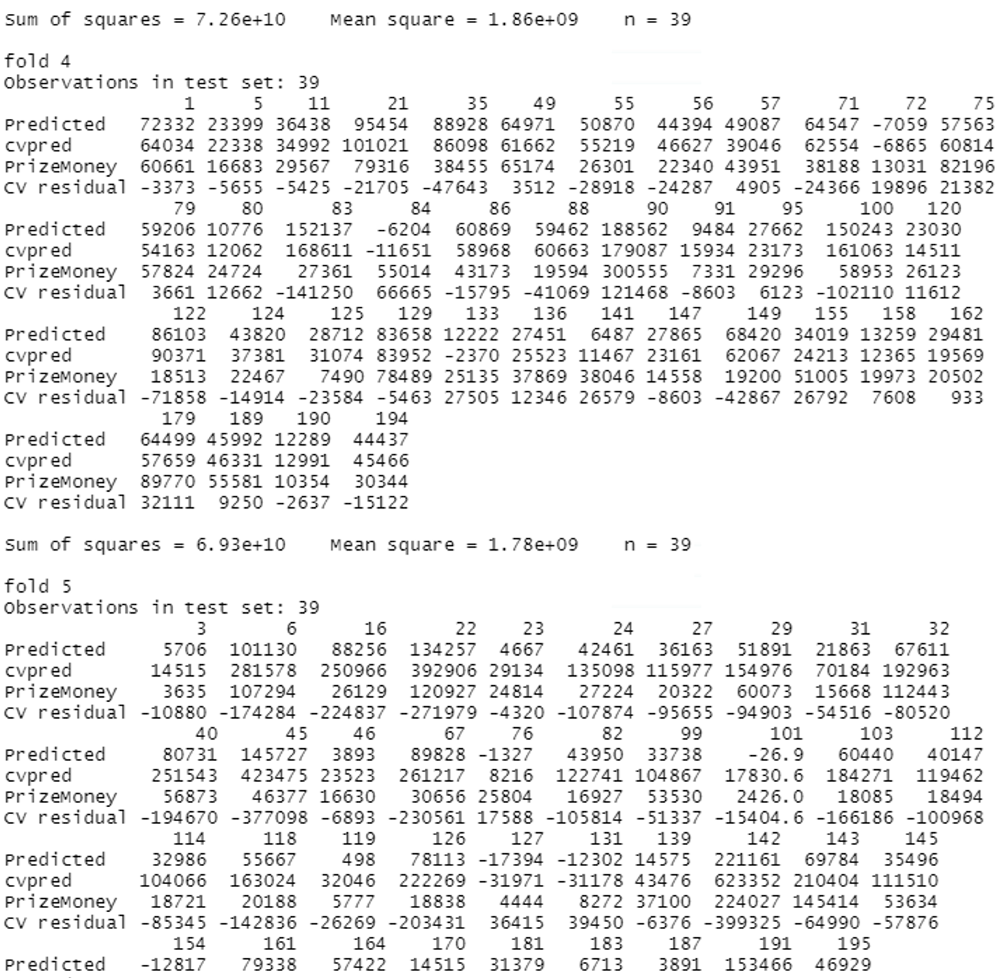 Sum of squares = 7.26e+10    Mean square = 1.86e+09    n = 39
fold 4
Observations in test set: 39
1 5 11 21 35 49 55 56 57 71 72 75
Predicted 72332 23399 36438 95454 88928 64971 50870 44394 49087 64547 -7059 57563
cvpred 64034 22338 34992 101021 86098 61662 55219 46627 39046 62554 -6865 60814
PrizeMoney 60661 16683 29567 79316 38455 65174 26301 22340 43951 38188 13031 82196
CV residual -3373 -5655 -5425 -21705 -47643 3512 -28918 -24287 4905 -24366 19896 21382
79 80 83 84 86 88 90 91 95 100 120
Predicted 59206 10776 152137 -6204 60869 59462 188562 9484 27662 150243 23030
cvpred 54163 12062 168611 -11651 58968 60663 179087 15934 23173 161063 14511
PrizeMoney 57824 24724 27361 55014 43173 19594 300555 7331 29296 58953 26123
CV residual 3661 12662 -141250 66665 -15795 -41069 121468 -8603 6123 -102110 11612
122 124 125 129 133 136 141 147 149 155 158 162
Predicted 86103 43820 28712 83658 12222 27451 6487 27865 68420 34019 13259 29481
cvpred 90371 37381 31074 83952 -2370 25523 11467 23161 62067 24213 12365 19569
PrizeMoney 18513 22467 7490 78489 25135 37869 38046 14558 19200 51005 19973 20502
CV residual -71858 -14914 -23584 -5463 27505 12346 26579 -8603 -42867 26792 7608 933
179 189 190 194
Predicted 64499 45992 12289 44437
cvpred 57659 46331 12991 45466
PrizeMoney 89770 55581 10354 30344
CV residual 32111 9250 -2637 -15122
Sum of squares = 6.93e+10    Mean square = 1.78e+09    n = 39
fold 5
Observations in test set: 39
3 6 16 22 23 24 27 29 31 32
Predicted 5706 101130 88256 134257 4667 42461 36163 51891 21863 67611
cvpred 14515 281578 250966 392906 29134 135098 115977 154976 70184 192963
PrizeMoney 3635 107294 26129 120927 24814 27224 20322 60073 15668 112443
CV residual -10880 -174284 -224837 -271979 -4320 -107874 -95655 -94903 -54516 -80520
40 45 46 67 76 82 99 101 103 112
Predicted 80731 145727 3893 89828 -1327 43950 33738 -26.9 60440 40147
cvpred 251543 423475 23523 261217 8216 122741 104867 17830.6 184271 119462
PrizeMoney 56873 46377 16630 30656 25804 16927 53530 2426.0 18085 18494
CV residual -194670 -377098 -6893 -230561 17588 -105814 -51337 -15404.6 -166186 -100968
114 118 119 126 127 131 139 142 143 145
Predicted 32986 55667 498 78113 -17394 -12302 14575 221161 69784 35496
cvpred 104066 163024 32046 222269 -31971 -31178 43476 623352 210404 111510
PrizeMoney 18721 20188 5777 18838 4444 8272 37100 224027 145414 53634
CV residual -85345 -142836 -26269 -203431 36415 39450 -6376 -399325 -64990 -57876
154 161 164 170 181 183 187 191 195
Predicted -12817 79338 57422 14515 31379 6713 3891 153466 46929